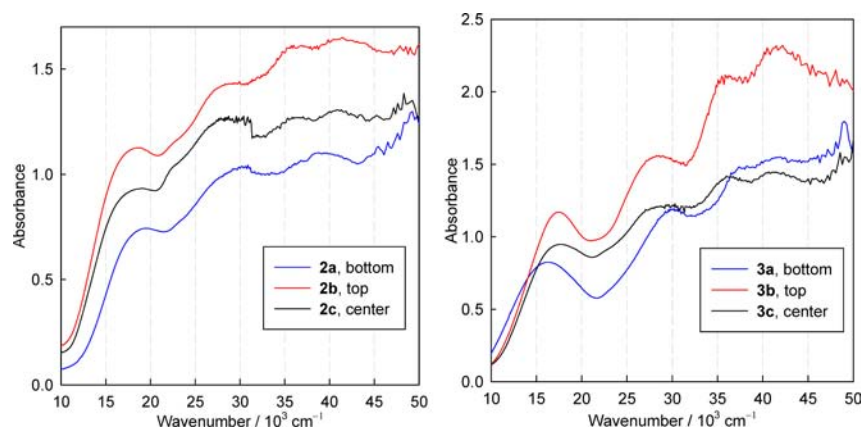 Absorbance
1.5
1.0
0.5
0.0
2a, bottom
2b, top
2c, center
10 15 20 25 30 35 40 45 50
Wavenumber / 10³ cm⁻¹
Absorbance
3.5
2.5
2.0
1.5
1.0
0.5
0.0
3a, bottom
3b, top
3c, center
10 15 20 25 30 35 40 45 50
Wavenumber / 10³ cm⁻¹